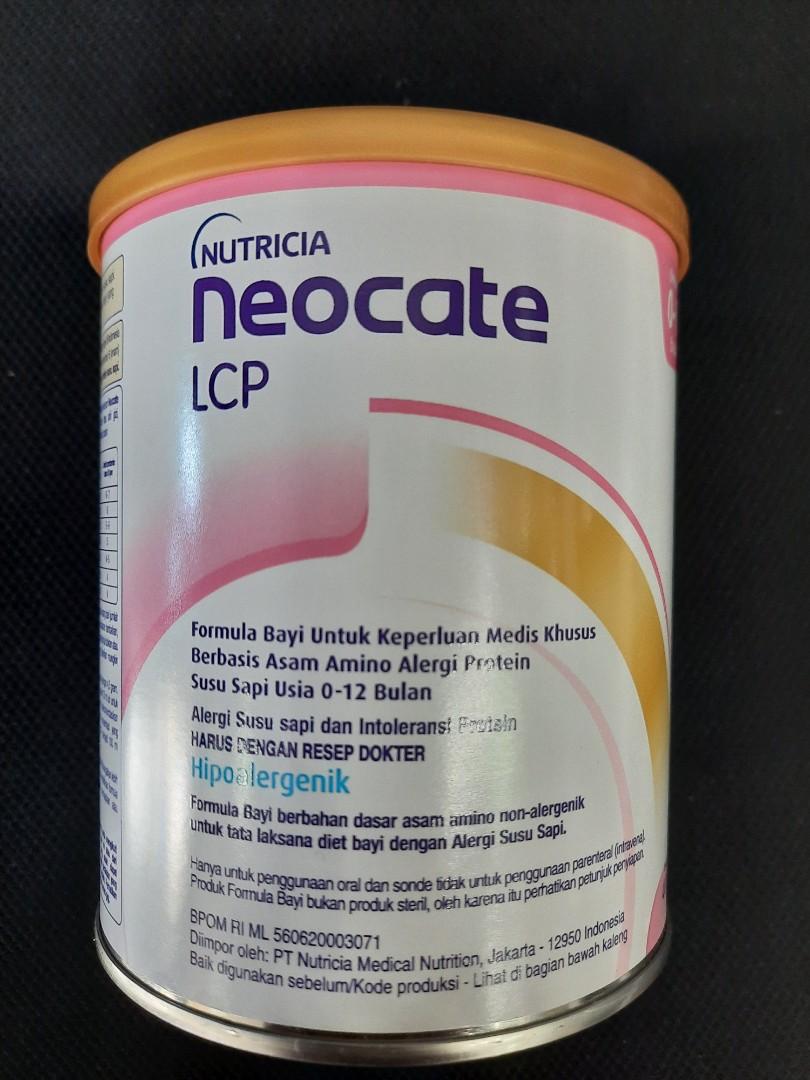 NUTRICIA
neocate
LCP
Formula Bayi Untuk Keperluan Medis Khusus
Berbasis Asam Amino Alergi Protein
Susu Sapi Usia 0-12 Bulan
Alergi Susu sapi dan Intoleransi Protein
HARUS DENGAN RESEP DOKTER
Hipoalergenik
Formula Bayi berbahan dasar asam amino non-alergenik
untuk tata laksana diet bayi dengan Alergi Susu Sapi.
Hanya untuk penggunaan oral dan sonde tidak untuk penggunaan parenteral (intravena).
Produk Formula Bayi bukan produk steril, oleh karena itu perhatikan petunjuk penyiapan.
BPOM RI ML 560620003071
Diimpor oleh: PT Nutricia Medical Nutrition, Jakarta - 12950 Indonesia
Baik digunakan sebelum/Kode produksi - Lihat di bagian bawah kaleng